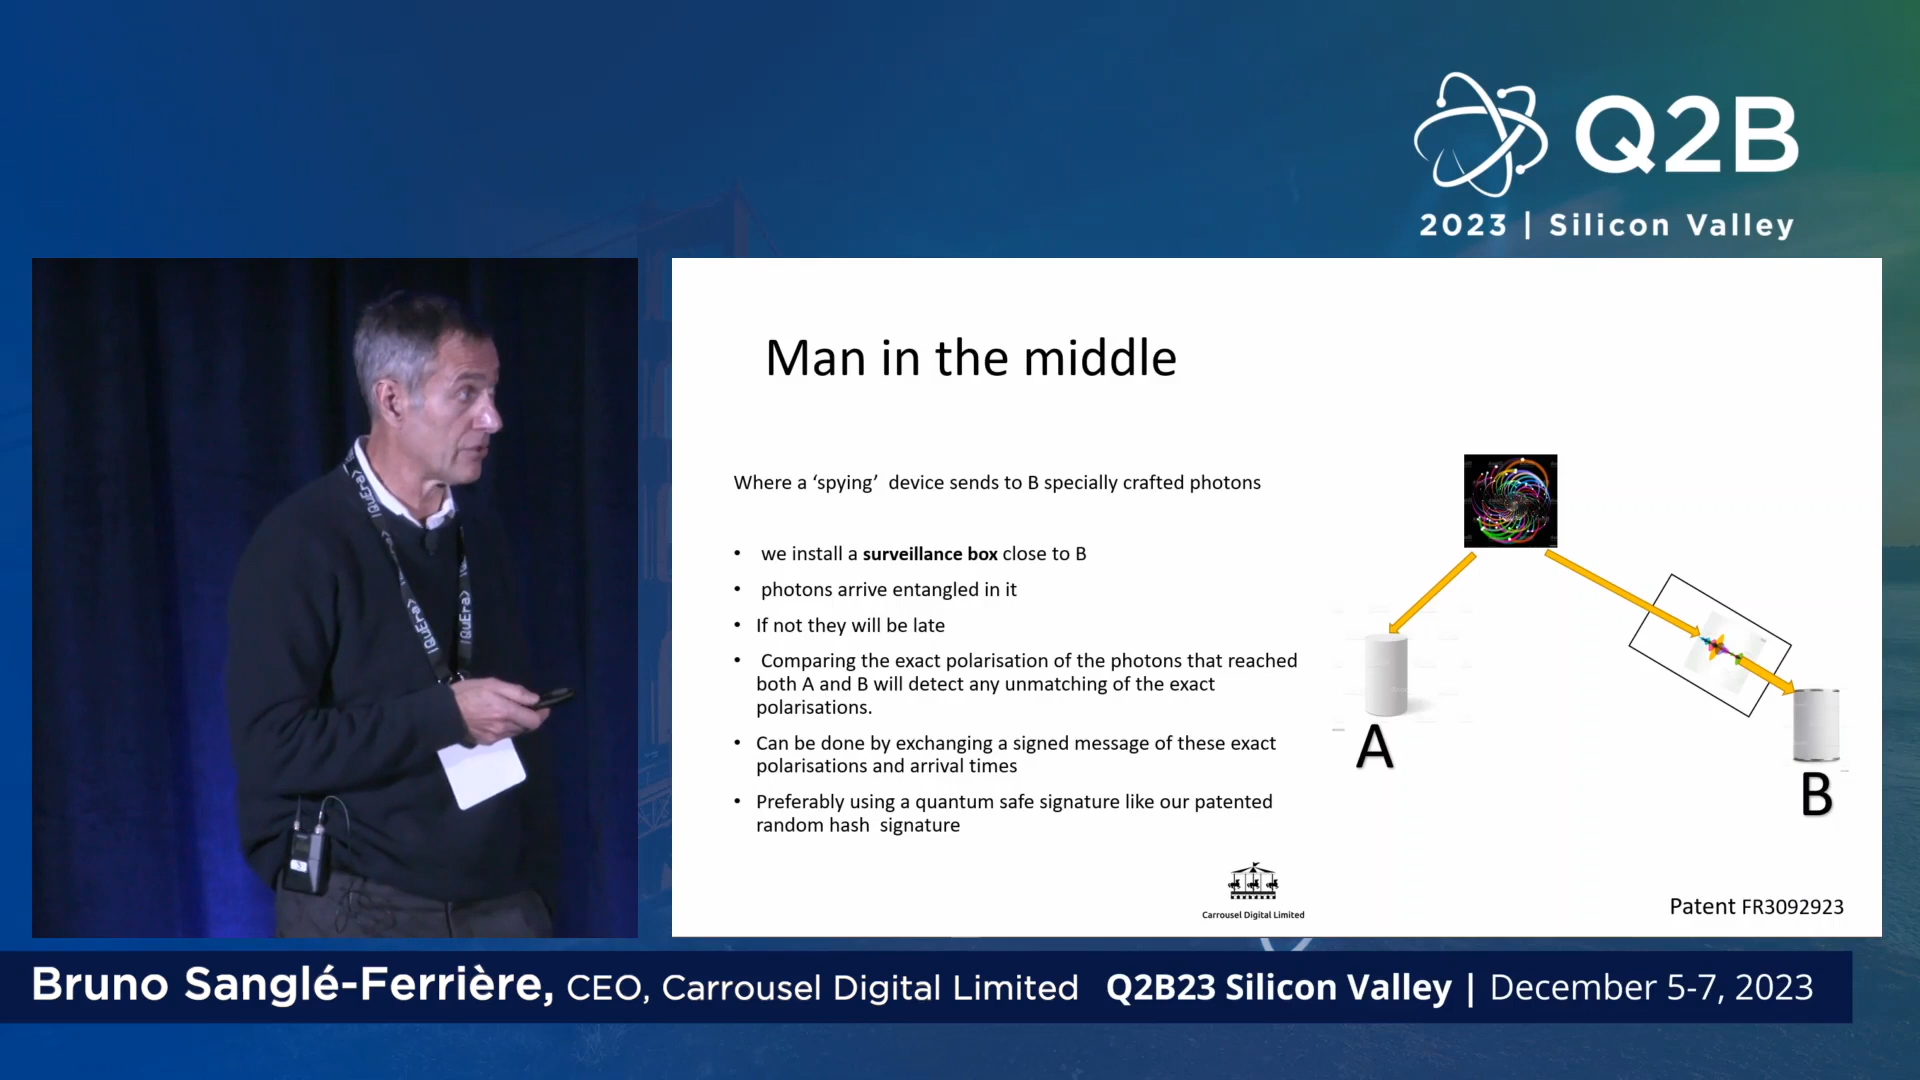 Q2B
2023 | Silicon Valley
Man in the middle
Where a ‘spying’ device sends to B specially crafted photons
• we install a surveillance box close to B
• photons arrive entangled in it
• If not they will be late
• Comparing the exact polarisation of the photons that reached
both A and B will detect any unmatching of the exact
polarisations.
• Can be done by exchanging a signed message of these exact
polarisations and arrival times
• Preferably using a quantum safe signature like our patented
random hash signature
A
B
Carrousel Digital Limited
Patent FR3092923
QuEra>
QuEra>
Bruno Sanglé-Ferrière, CEO, Carrousel Digital Limited Q2B23 Silicon Valley | December 5-7, 2023